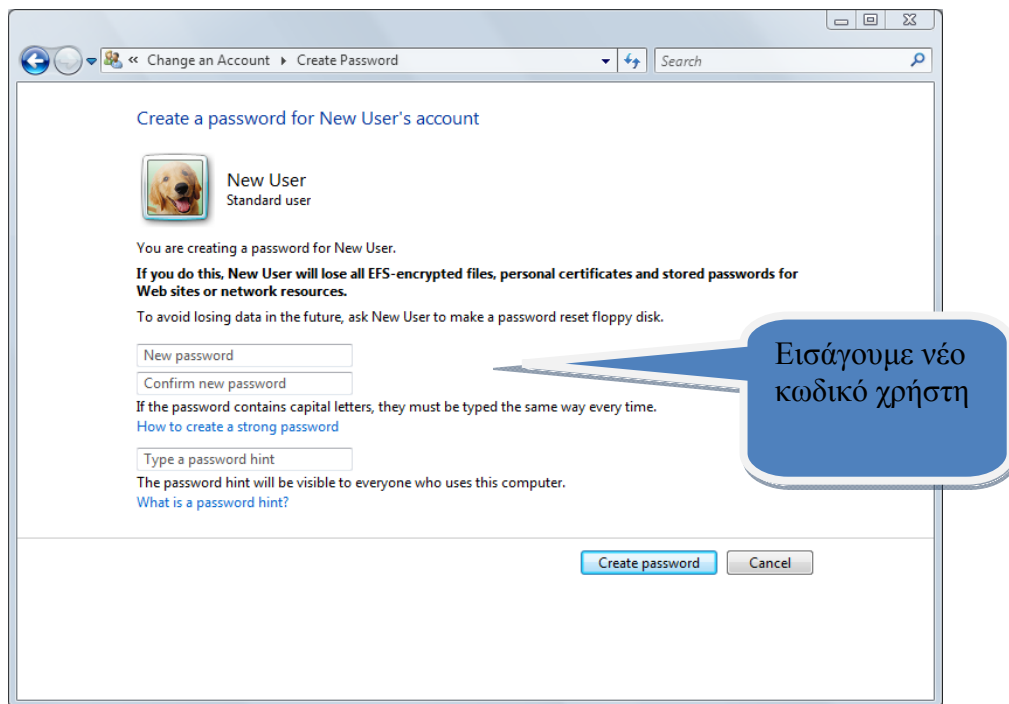 « Change an Account ▸ Create Password
Search
Create a password for New User's account
New User
Standard user
You are creating a password for New User.
If you do this, New User will lose all EFS-encrypted files, personal certificates and stored passwords for
Web sites or network resources.
To avoid losing data in the future, ask New User to make a password reset floppy disk.
New password
Confirm new password
If the password contains capital letters, they must be typed the same way every time.
How to create a strong password
Type a password hint
The password hint will be visible to everyone who uses this computer.
What is a password hint?
Create password
Cancel
Εισάγουμε νέο
κωδικό χρήστη